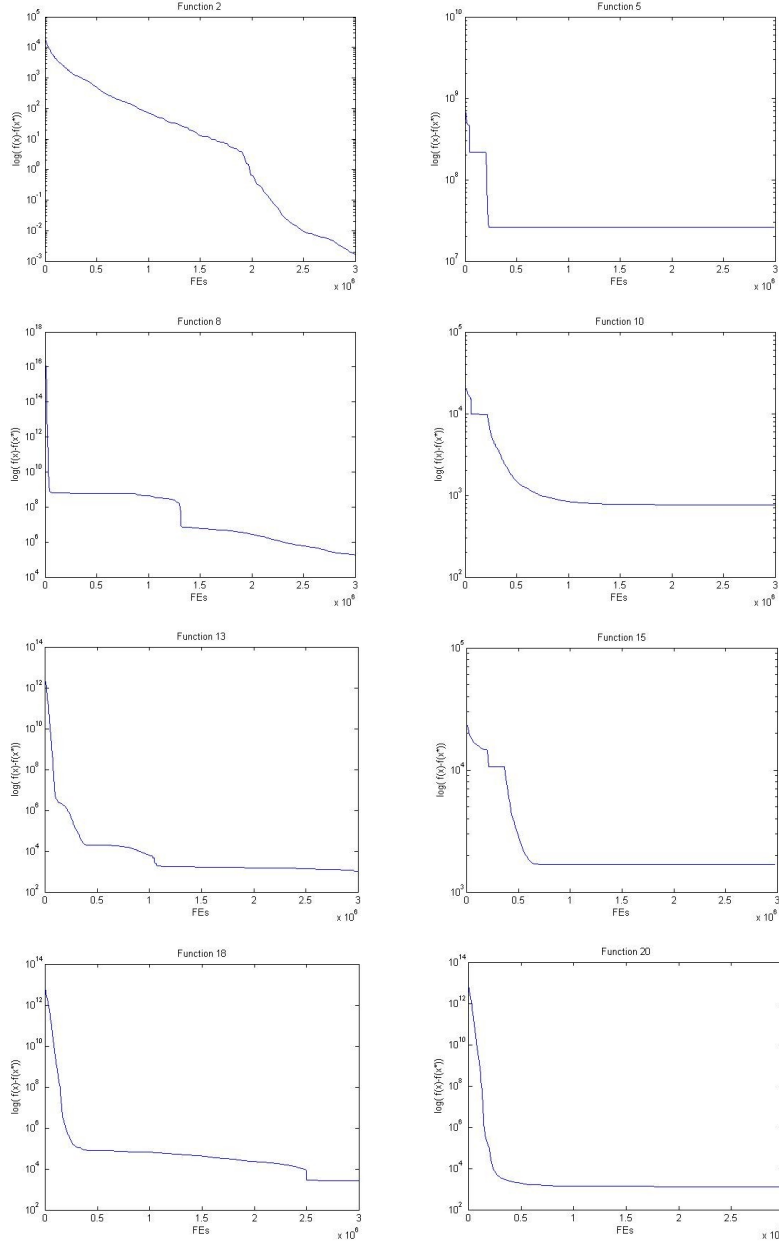 Function 2
10^5
10^4
10^3
10^2
10^1
10^0
10^-1
10^-2
10^-3
log( f(x)-f(x*))
0 0.5 1 1.5 2 2.5 3
FEs
x 10^6
Function 5
10^10
10^9
10^8
10^7
log( f(x)-f(x*))
0 0.5 1 1.5 2 2.5 3
FEs
x 10^6
Function 8
10^18
10^16
10^14
10^12
10^10
10^8
10^6
10^4
log( f(x)-f(x*))
0 0.5 1 1.5 2 2.5 3
FEs
x 10^6
Function 10
10^5
10^4
10^3
10^2
log( f(x)-f(x*))
0 0.5 1 1.5 2 2.5 3
FEs
x 10^6
Function 13
10^14
10^12
10^10
10^8
10^6
10^4
10^2
log( f(x)-f(x*))
0 0.5 1 1.5 2 2.5 3
FEs
x 10^6
Function 15
10^5
10^4
10^3
log( f(x)-f(x*))
0 0.5 1 1.5 2 2.5 3
FEs
x 10^6
Function 18
10^14
10^12
10^10
10^8
10^6
10^4
10^2
log( f(x)-f(x*))
0 0.5 1 1.5 2 2.5 3
FEs
x 10^6
Function 20
10^14
10^12
10^10
10^8
10^6
10^4
10^2
log( f(x)-f(x*))
0 0.5 1 1.5 2 2.5
FEs
x 10